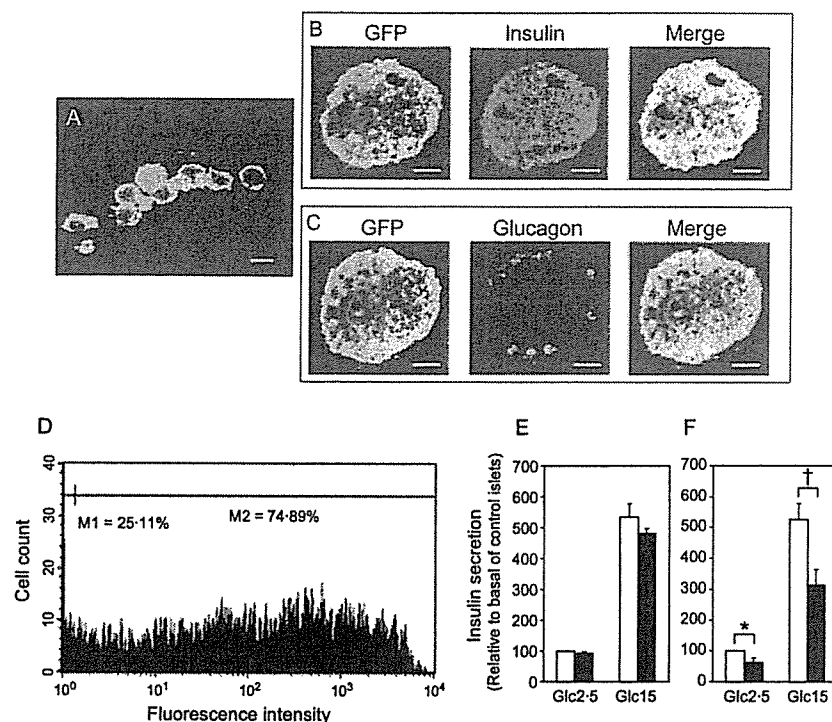 A
B
GFP Insulin Merge
C
GFP Glucagon Merge
D
Cell count
40
30
20
10
0
M1 = 25·11%
M2 = 74·89%
10⁰ 10¹ 10² 10³ 10⁴
Fluorescence intensity
E
Insulin secretion
(Relative to basal of control islets)
700
600
500
400
300
200
100
0
Glc2·5 Glc15
F
700
600
500
400
300
200
100
0
*
†
Glc2·5 Glc15